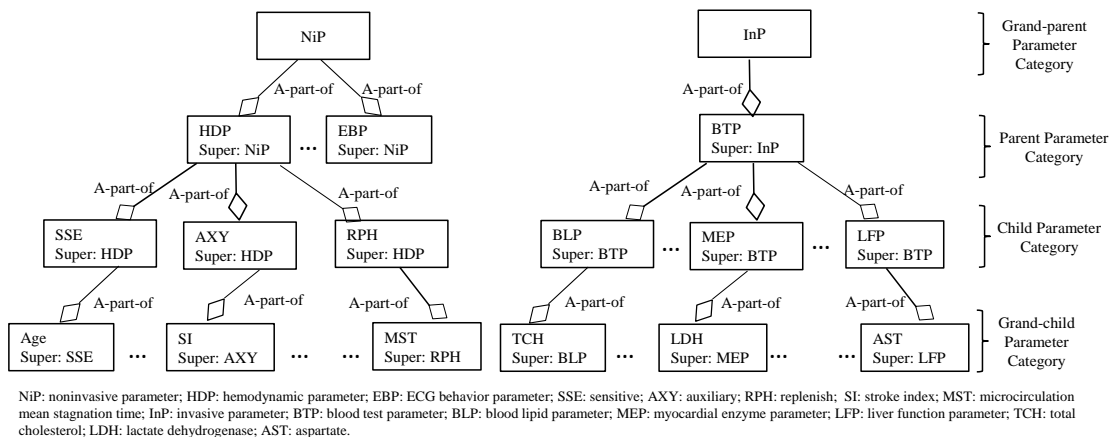 NiP
InP
Grand-parent
Parameter
Category
A-part-of
A-part-of
A-part-of
HDP
Super: NiP
...
EBP
Super: NiP
BTP
Super: InP
Parent Parameter
Category
A-part-of
A-part-of
A-part-of
A-part-of
A-part-of
A-part-of
SSE
Super: HDP
AXY
Super: HDP
RPH
Super: HDP
BLP
Super: BTP
...
MEP
Super: BTP
...
LFP
Super: BTP
Child Parameter
Category
A-part-of
A-part-of
A-part-of
A-part-of
A-part-of
A-part-of
Age
Super: SSE
...
SI
Super: AXY
...
...
MST
Super: RPH
TCH
Super: BLP
...
LDH
Super: MEP
...
...
AST
Super: LFP
Grand-child
Parameter
Category
NiP: noninvasive parameter; HDP: hemodynamic parameter; EBP: ECG behavior parameter; SSE: sensitive; AXY: auxiliary; RPH: replenish; SI: stroke index; MST: microcirculation
mean stagnation time; InP: invasive parameter; BTP: blood test parameter; BLP: blood lipid parameter; MEP: myocardial enzyme parameter; LFP: liver function parameter; TCH: total
cholesterol; LDH: lactate dehydrogenase; AST: aspartate.